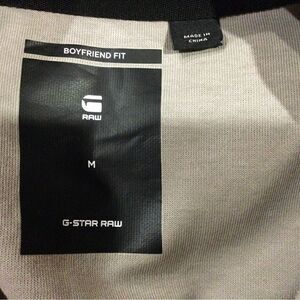 BOYFRIEND FIT
MADE IN
CHINA
RAW
M
G-STAR RAW